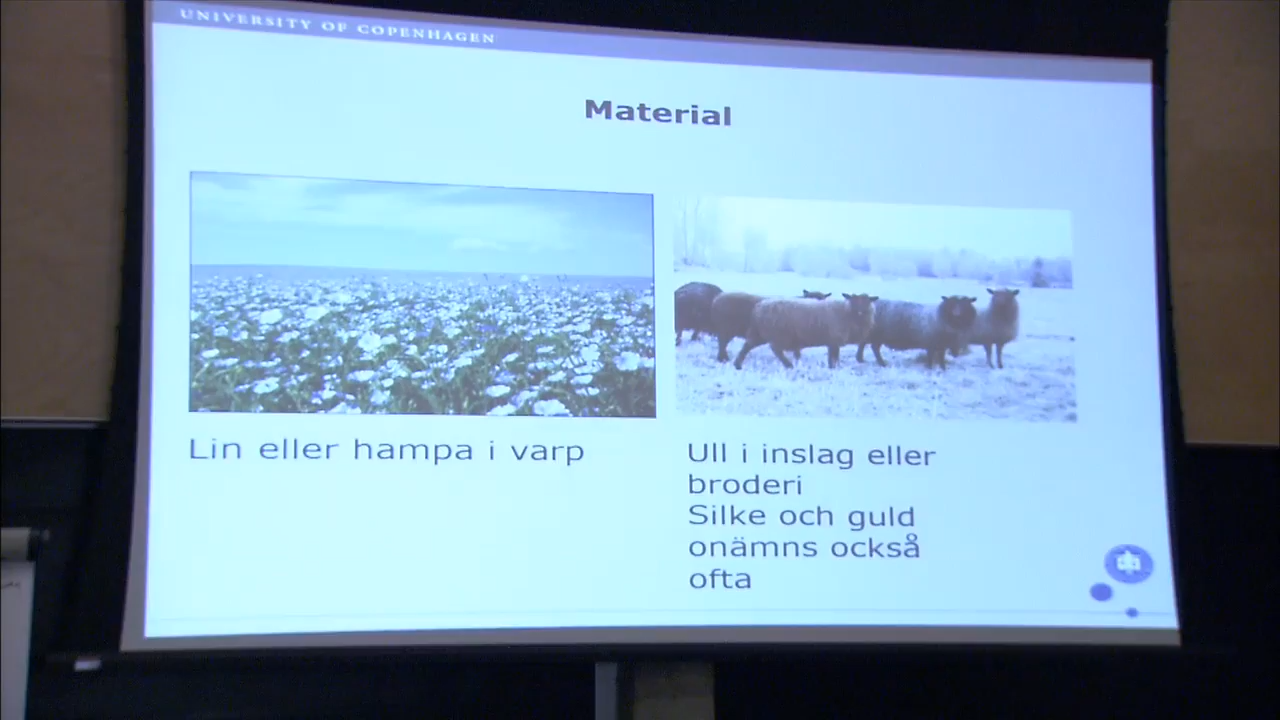 UNIVERSITY OF COPENHAGEN
Material
Lin eller hampa i varp
Ull i inslag eller
broderi
Silke och guld
onämns också
ofta